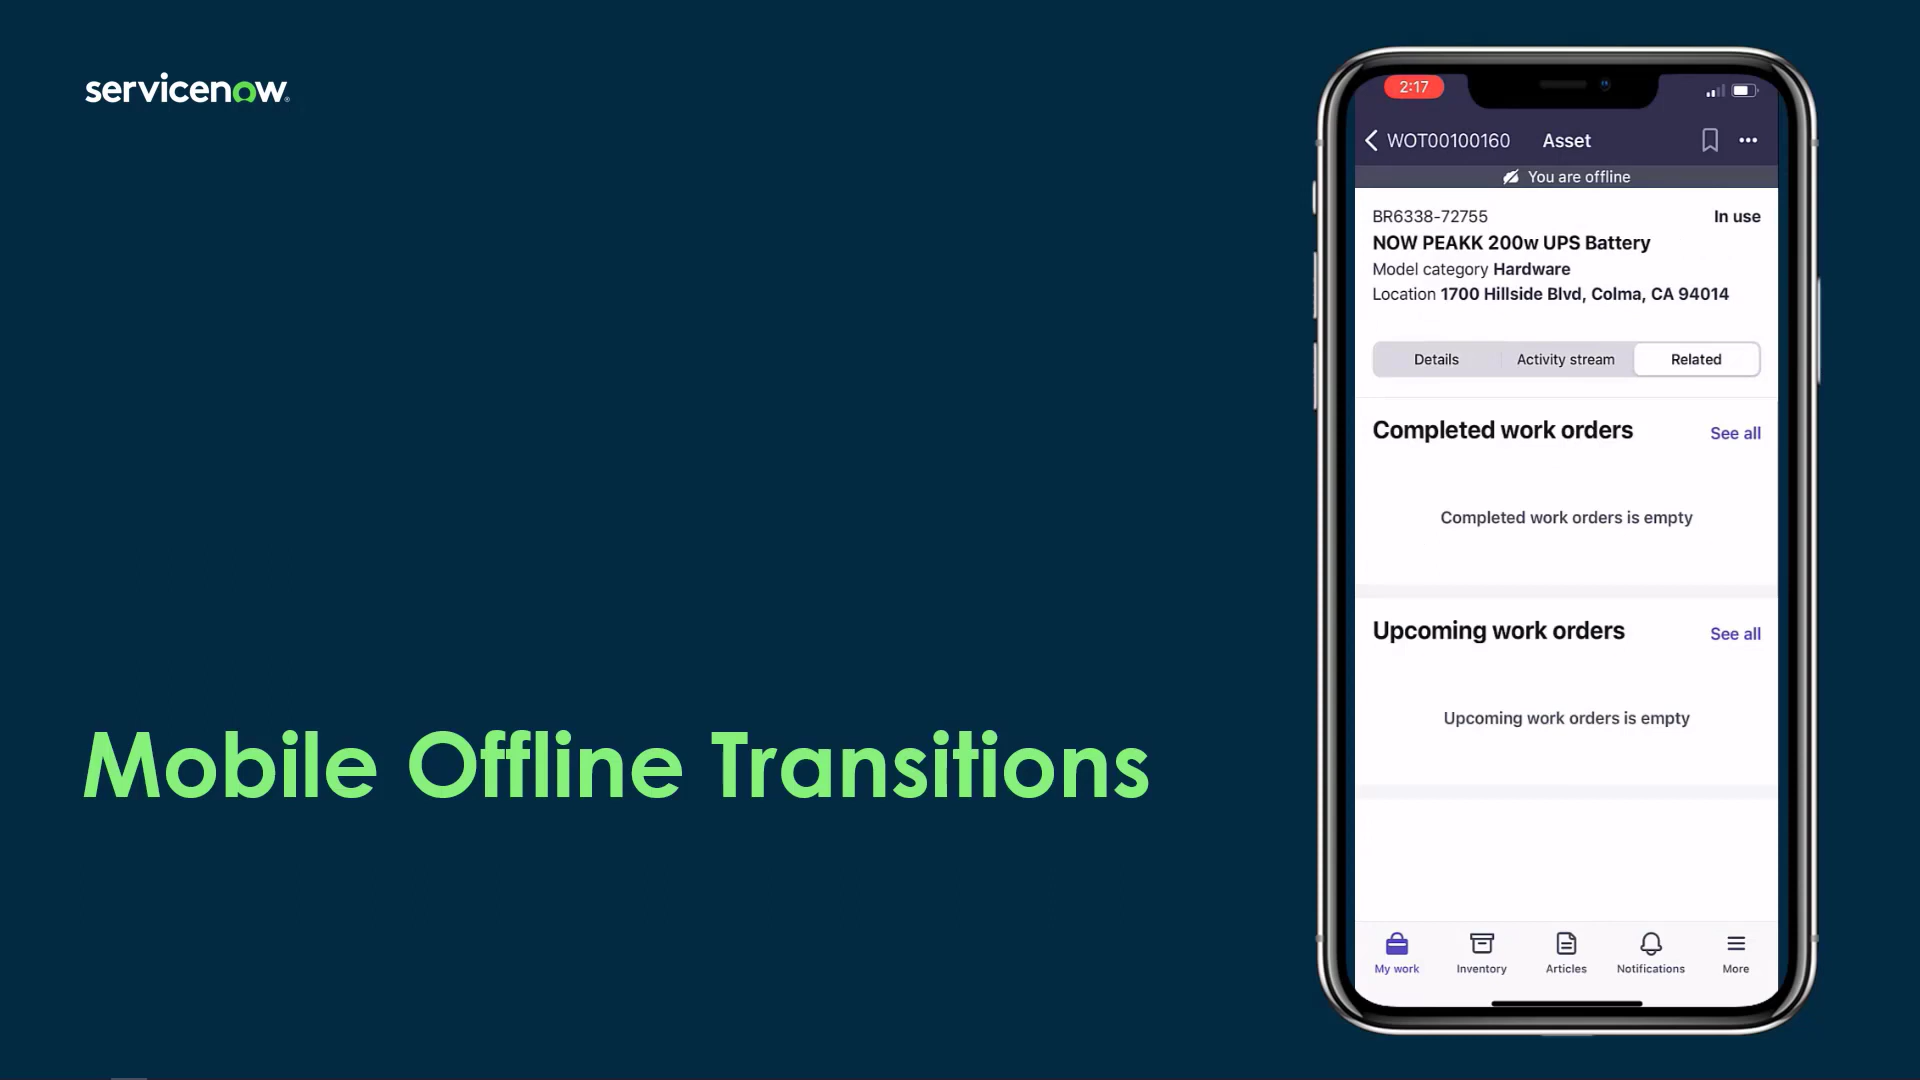 servicenow
Mobile Offline Transitions
2:17
WOT00100160 Asset
You are offline
BR6338-72755 In use
NOW PEAKK 200w UPS Battery
Model category Hardware
Location 1700 Hillside Blvd, Colma, CA 94014
Details Activity stream Related
Completed work orders See all
Completed work orders is empty
Upcoming work orders See all
Upcoming work orders is empty
My work Inventory Articles Notifications More